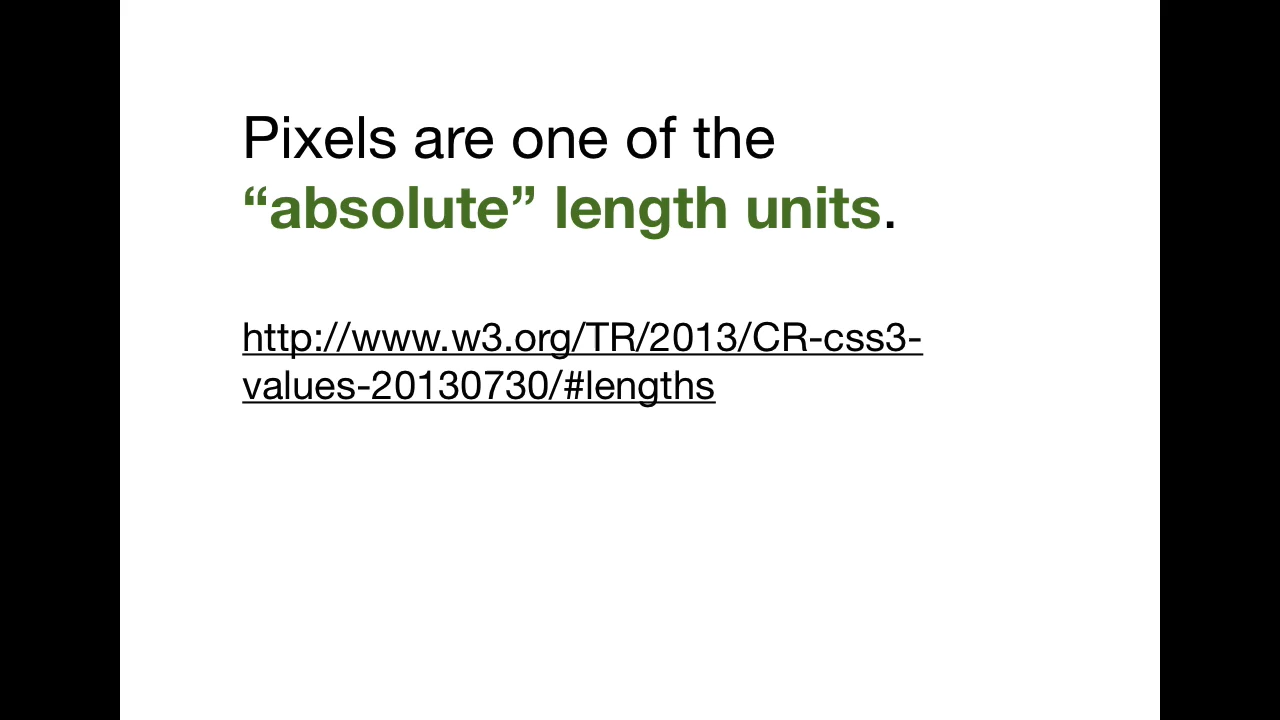 Pixels are one of the
“absolute” length units.
http://www.w3.org/TR/2013/CR-css3-
values-20130730/#lengths